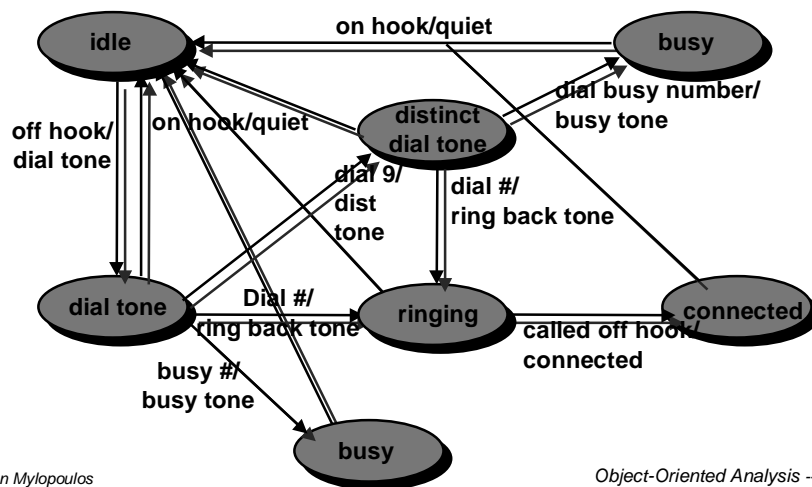 on hook/quiet
idle
busy
off hook/
dial tone
on hook/quiet
distinct
dial tone
dial busy number/
busy tone
dial 9/
dist
tone
dial #/
ring back tone
dial tone
Dial #/
ring back tone
ringing
called off hook/
connected
connected
busy #/
busy tone
busy
n Mylopoulos
Object-Oriented Analysis --